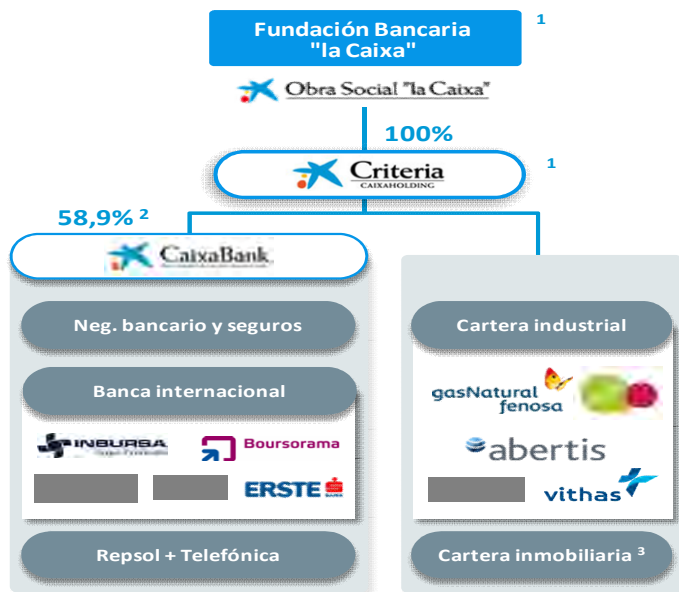 Fundación Bancaria
"la Caixa"
1
Obra Social "la Caixa"
100%
Criteria
CAIXAHOLDING
1
58,9% 2
CaixaBank
Neg. bancario y seguros
Cartera industrial
Banca internacional
gasNatural
fenosa
INBURSA
Boursorama
abertis
ERSTE
vithas
Repsol + Telefónica
Cartera inmobiliaria 3